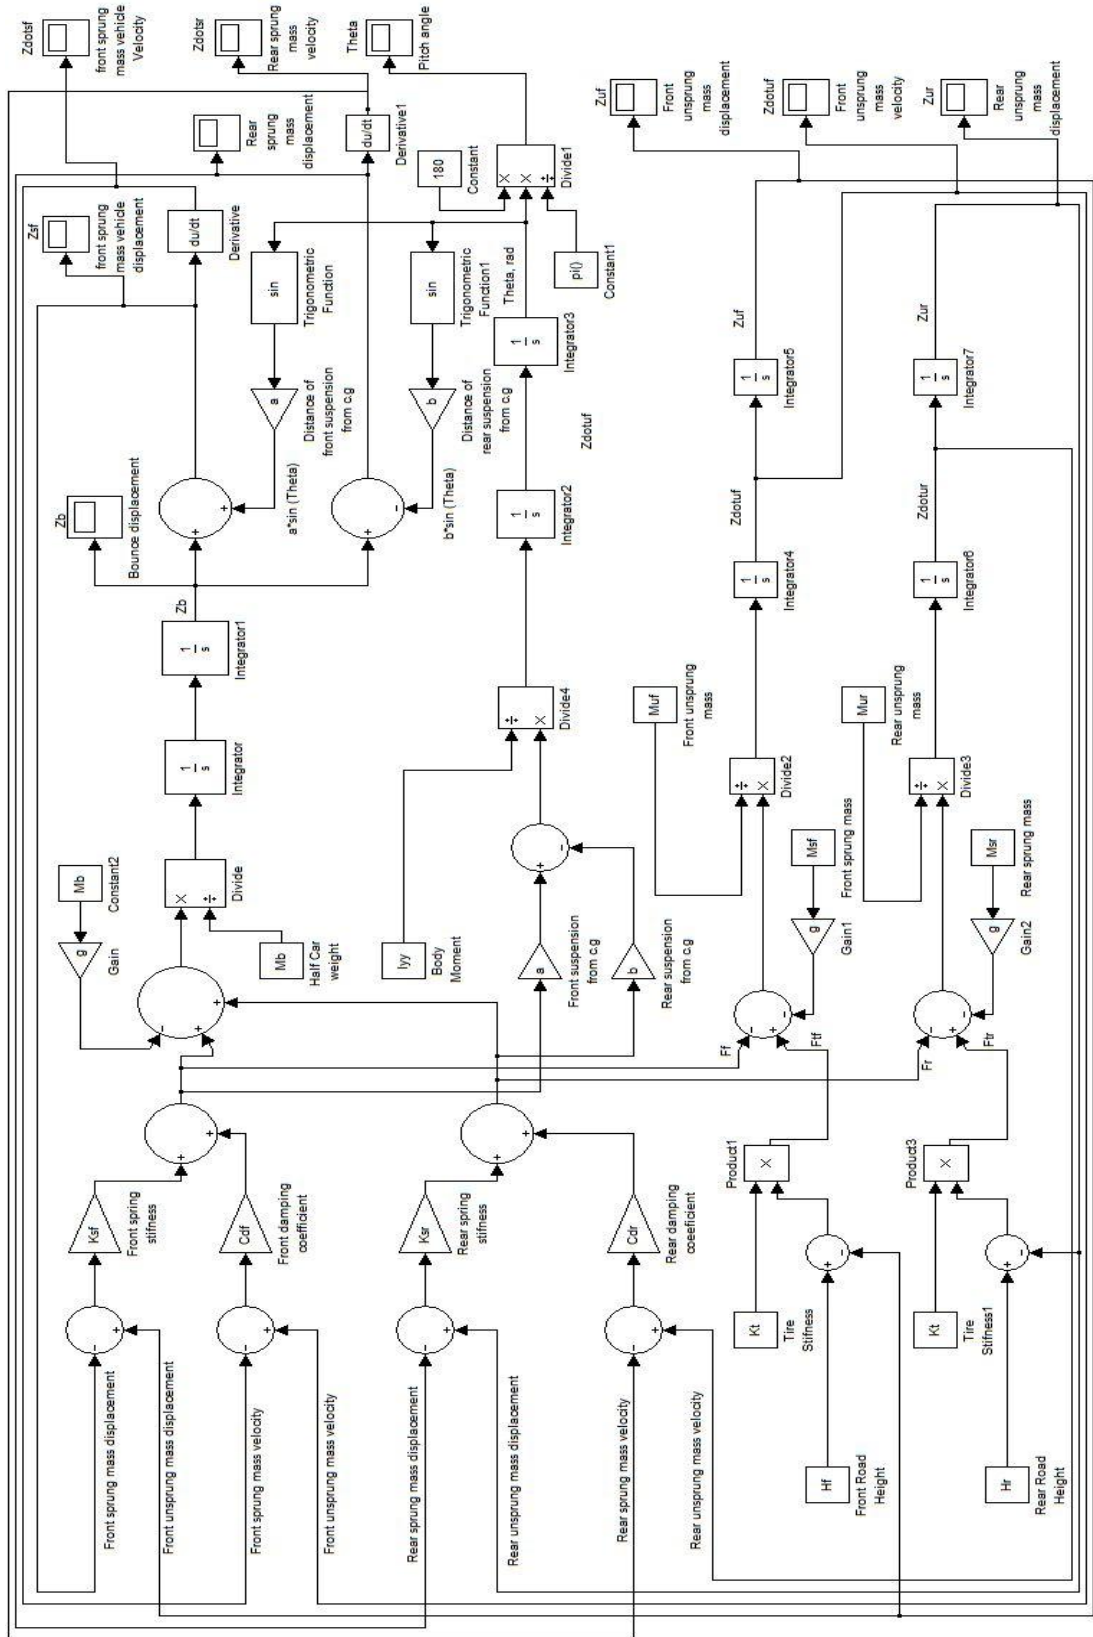 Zdotsf
front sprung
mass vehicle
Velocity
Zdotsr
Rear sprung
mass
velocity
Theta
Pitch angle
Zsf
front sprung
mass vehicle
displacement
Rear
sprung
mass
displacement
du/dt
Derivative
du/dt
Derivative1
Zuf
Front
unsprung
mass
displacement
Zdotuf
Front
unsprung
mass
velocity
Zur
Rear
unsprung
mass
displacement
180
Constant
×
×
÷
Divide1
pi()
Constant1
sin
Trigonometric
Function
sin
Trigonometric
Function1
Theta, rad
1
s
Integrator3
a
Distance of
front suspension
from c.g
b
Distance of
rear suspension
from c.g
a*sin (Theta)
b*sin (Theta)
+
+
+
-
Zb
Bounce displacement
Zb
1
s
Integrator1
1
s
Integrator
1
s
Integrator2
Zdotuf
Zuf
1
s
Integrator5
Zur
1
s
Integrator7
Zdotuf
1
s
Integrator4
Zdotur
1
s
Integrator6
÷
×
Divide4
Muf
Front unsprung
mass
Mur
Rear unsprung
mass
÷
×
Divide2
÷
×
Divide3
Mb
Constant2
g
Gain
×
÷
Divide
Mb
Half Car
weight
Iyy
Body
Moment
+
-
a
Front suspension
from c.g
b
Rear suspension
from c.g
Msf
Front sprung mass
g
Gain1
Msr
Rear sprung mass
g
Gain2
-
+
+
Ff
Ftf
-
+
-
Fr
Ftr
-
+
-
+
+
+
+
Ksf
Front spring
stifness
Cdf
Front damping
coefficient
Ksr
Rear spring
stifness
Cdr
Rear damping
coeeficient
Product1
×
Product3
×
+
-
+
-
Kt
Tire
Stifness
Kt
Tire
Stifness1
Hf
Front Road
Height
Hr
Rear Road
Height
-
+
-
+
-
+
-
+
Front sprung mass displacement
Front unsprung mass displacement
Front sprung mass velocity
Front unsprung mass velocity
Rear sprung mass displacement
Rear unsprung mass displacement
Rear sprung mass velocity
Rear unsprung mass velocity